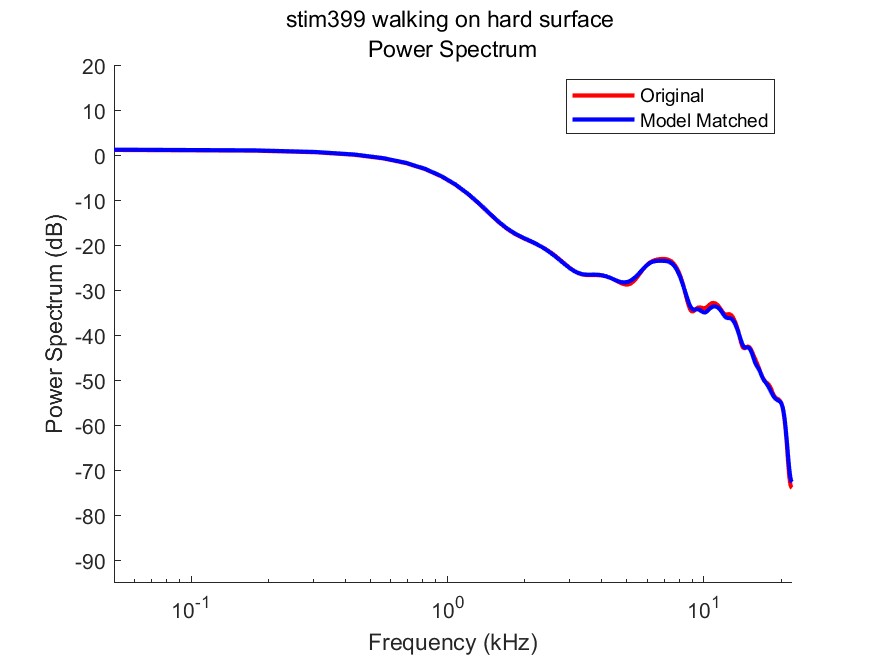 stim399 walking on hard surface
Power Spectrum
Original
Model Matched
20
10
0
-10
-20
-30
-40
-50
-60
-70
-80
-90
Power Spectrum (dB)
10^-1
10^0
10^1
Frequency (kHz)